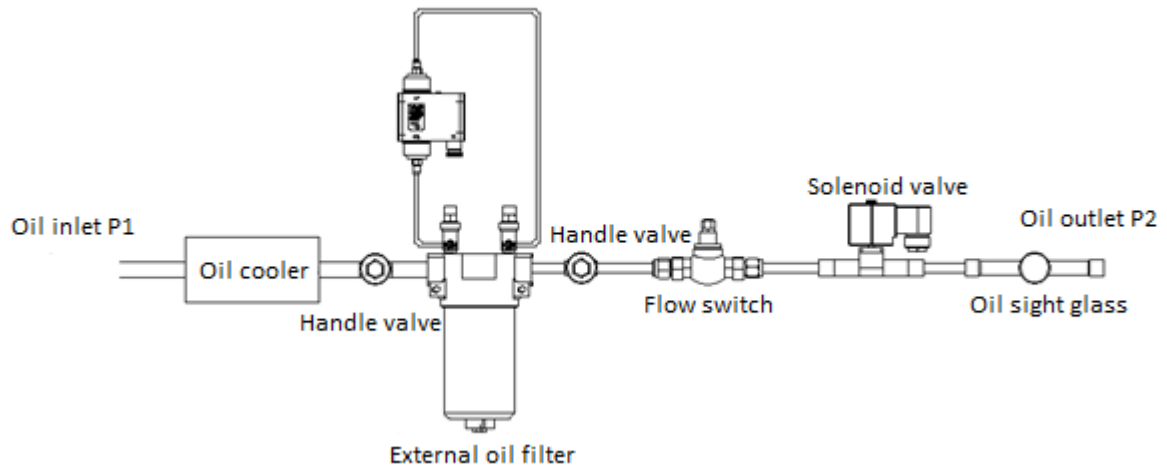 Solenoid valve
Oil inlet P1
Oil outlet P2
Handle valve
Oil cooler
Handle valve
Flow switch
Oil sight glass
External oil filter